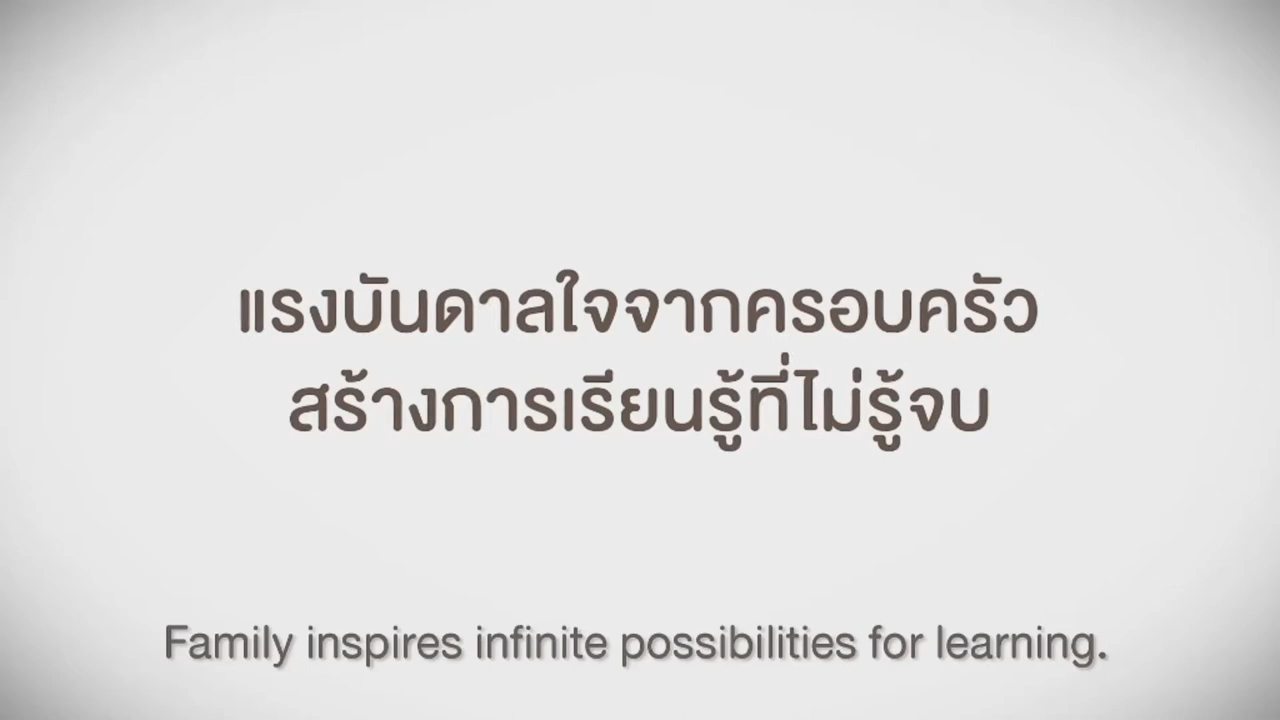 แรงบันดาลใจจากครอบครัว
สร้างการเรียนรู้ที่ไม่รู้จบ
Family inspires infinite possibilities for learning.